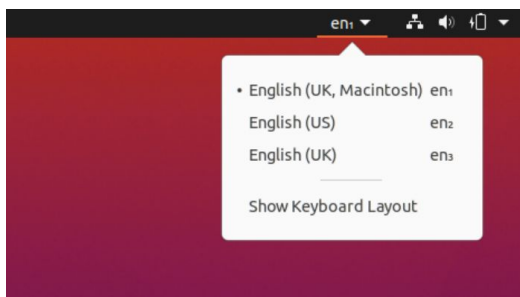 en₁
English (UK, Macintosh) en₁
English (US) en₂
English (UK) en₃
Show Keyboard Layout